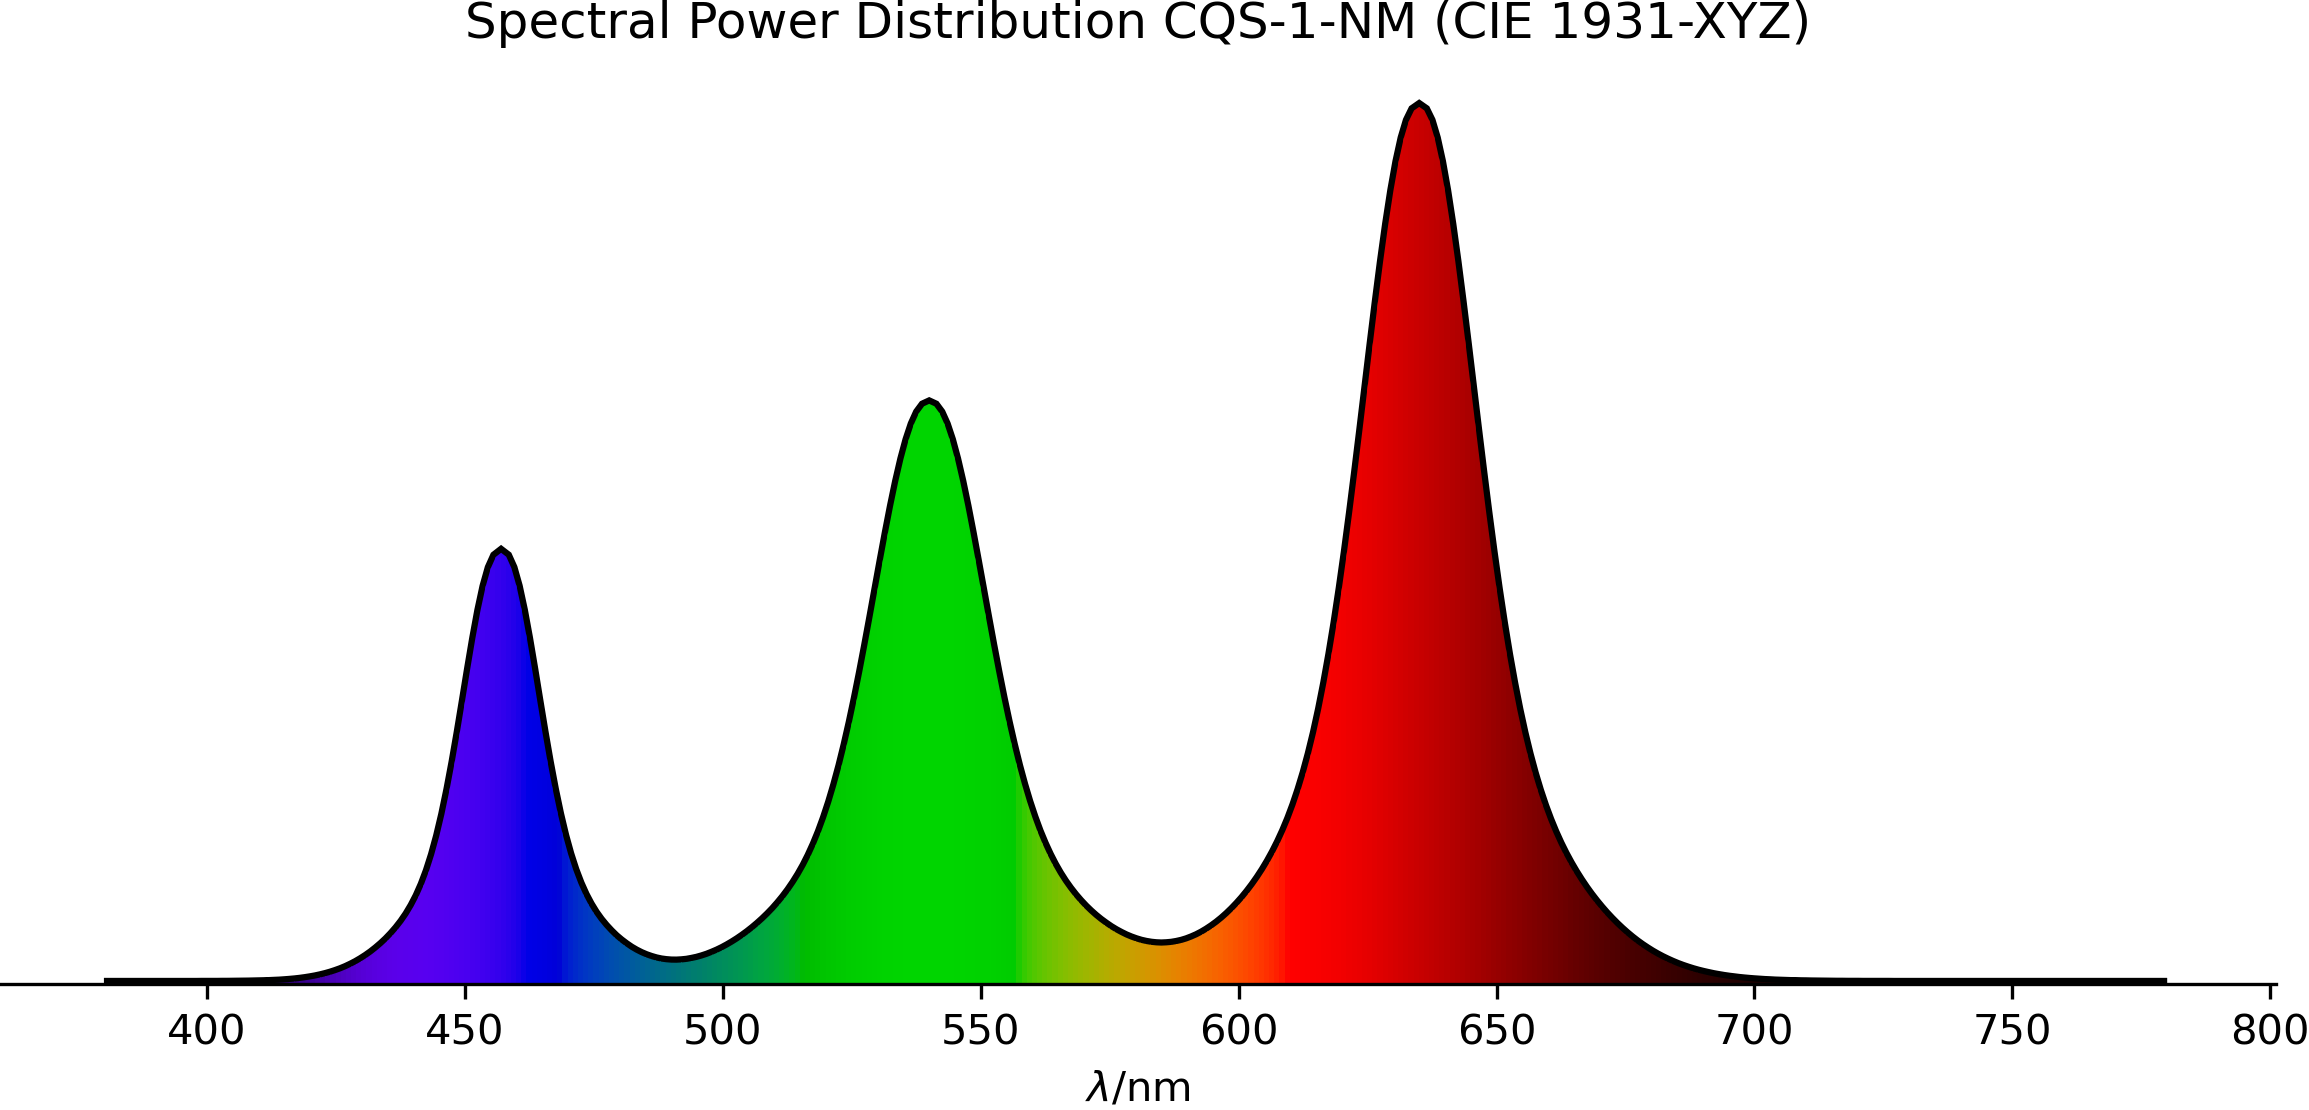 Spectral Power Distribution CQS-1-NM (CIE 1931-XYZ)
400 450 500 550 600 650 700 750 800
λ/nm